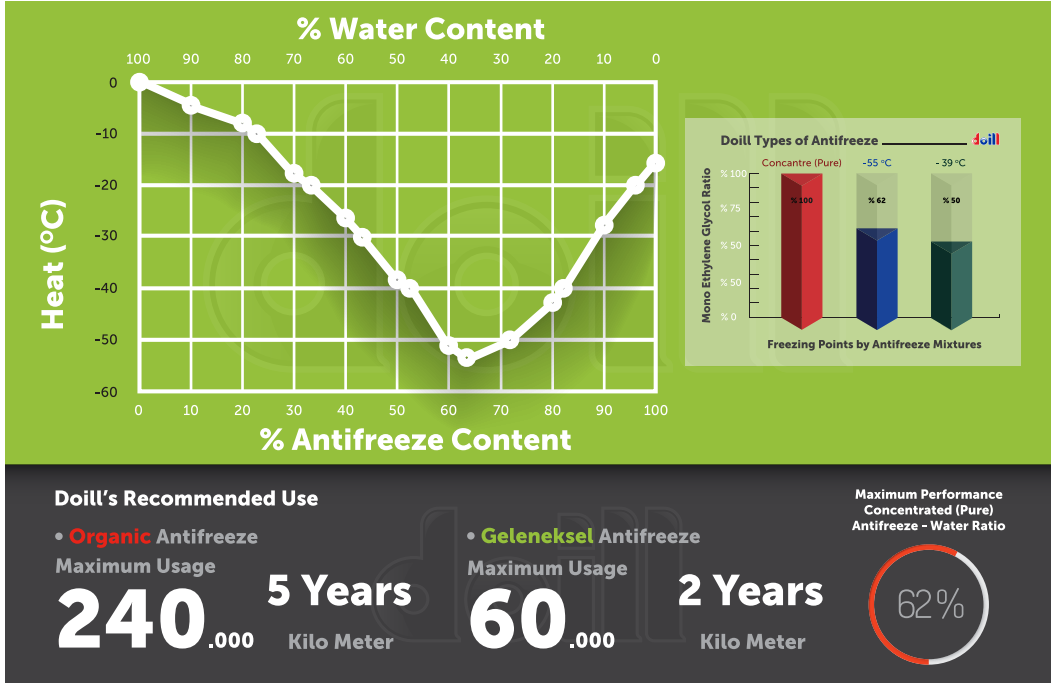 % Water Content
100 90 80 70 60 50 40 30 20 10 0
0
-10
-20
-30
-40
-50
-60
Heat (°C)
0 10 20 30 40 50 60 70 80 90 100
% Antifreeze Content
Doill Types of Antifreeze
doill
Concantre (Pure) -55 °C - 39 °C
Mono Ethylene Glycol Ratio
% 100
% 75
% 50
% 50
% 0
% 100 % 62 % 50
Freezing Points by Antifreeze Mixtures
doill
Doill's Recommended Use
• Organic Antifreeze
Maximum Usage
240.000
5 Years
Kilo Meter
• Geleneksel Antifreeze
Maximum Usage
60.000
2 Years
Kilo Meter
doill
Maximum Performance
Concentrated (Pure)
Antifreeze - Water Ratio
62%